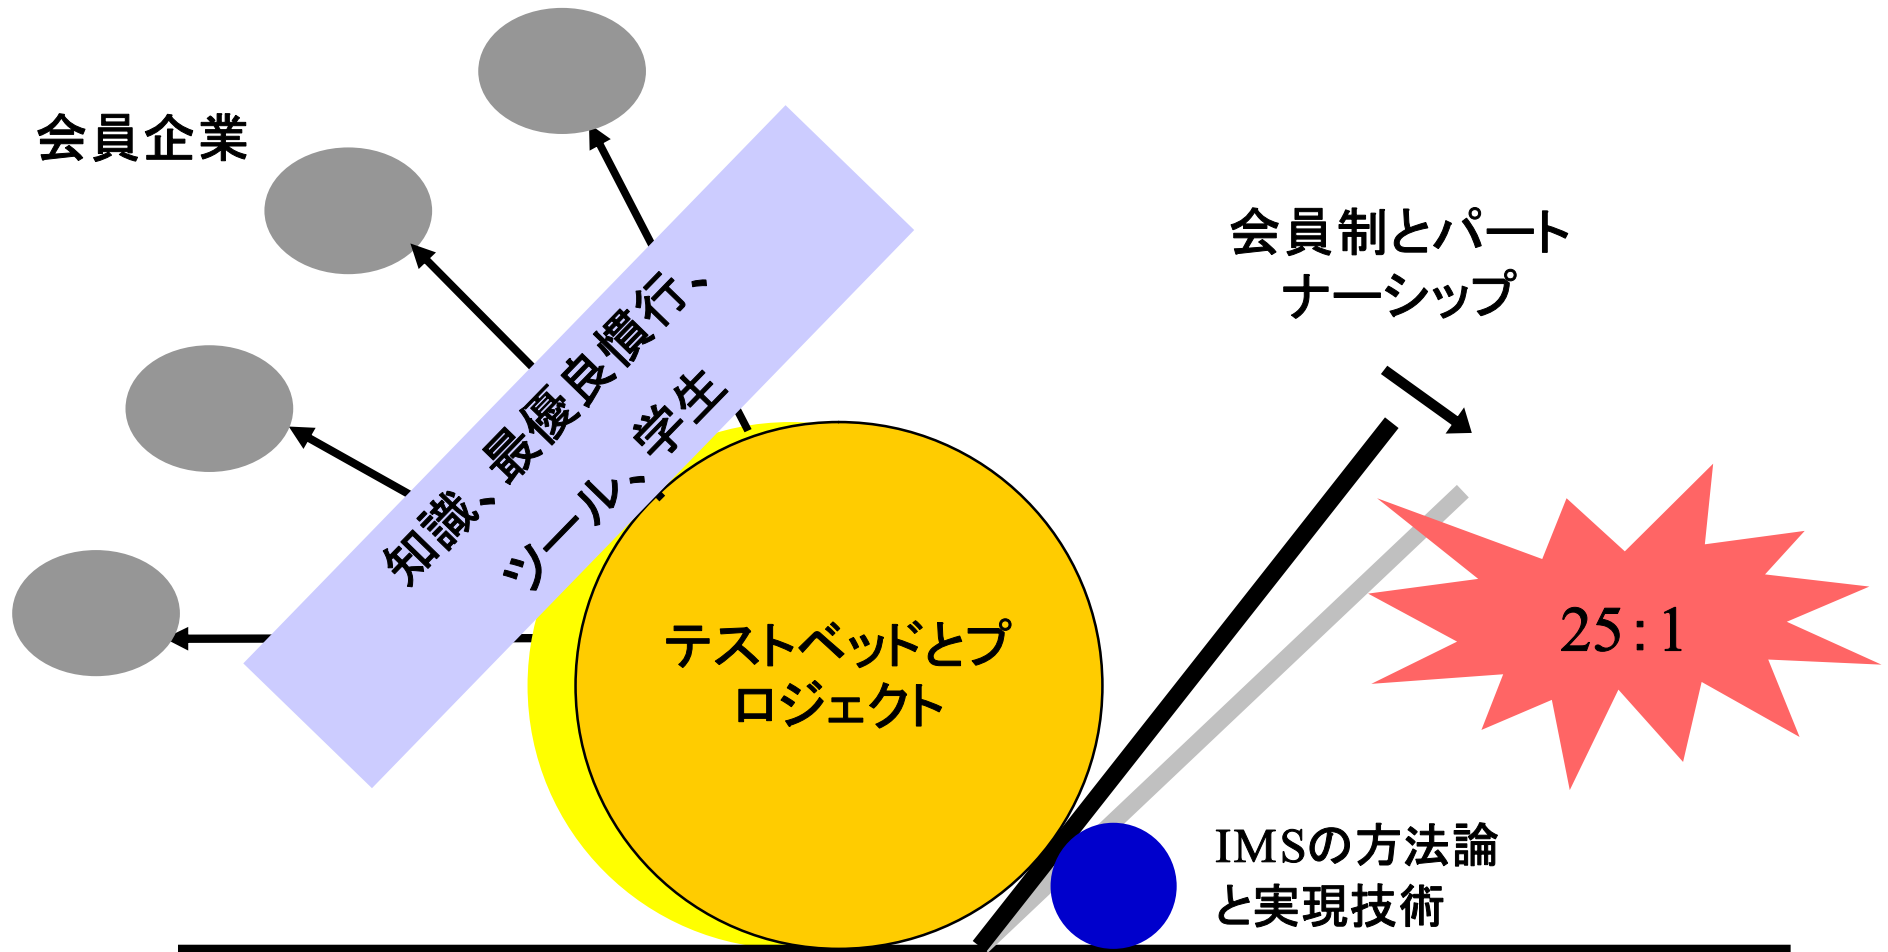 会員企業
知識、最優良慣行、
ツール、学生
会員制とパート
ナーシップ
テストベッドとプ
ロジェクト
25：1
IMSの方法論
と実現技術